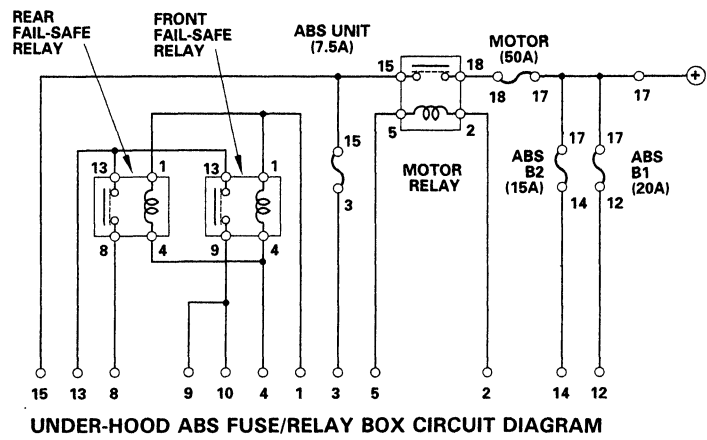 REAR
FAIL-SAFE
RELAY
FRONT
FAIL-SAFE
RELAY
ABS UNIT
(7.5A)
MOTOR
(50A)
15
18
18
17
17
+
5
2
MOTOR
RELAY
15
3
ABS
B2
(15A)
17
14
17
12
ABS
B1
(20A)
13
1
13
1
8
4
9
4
15
13
8
9
10
4
1
3
5
2
14
12
UNDER-HOOD ABS FUSE/RELAY BOX CIRCUIT DIAGRAM